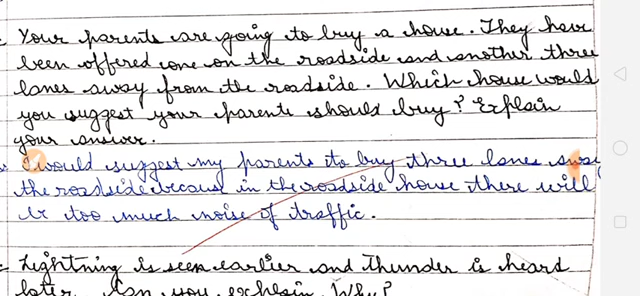 Your parents are going to buy a house. They have
been offered one on the roadside and another three
lanes away from the roadside. Which house would
you suggest your parents should buy? Explain
your answer.
I would suggest my parents to buy three lanes away
the roadside because in the roadside house there will
be too much noise of traffic.
Lightning is seen earlier and Thunder is heard
later. Can you explain Why?